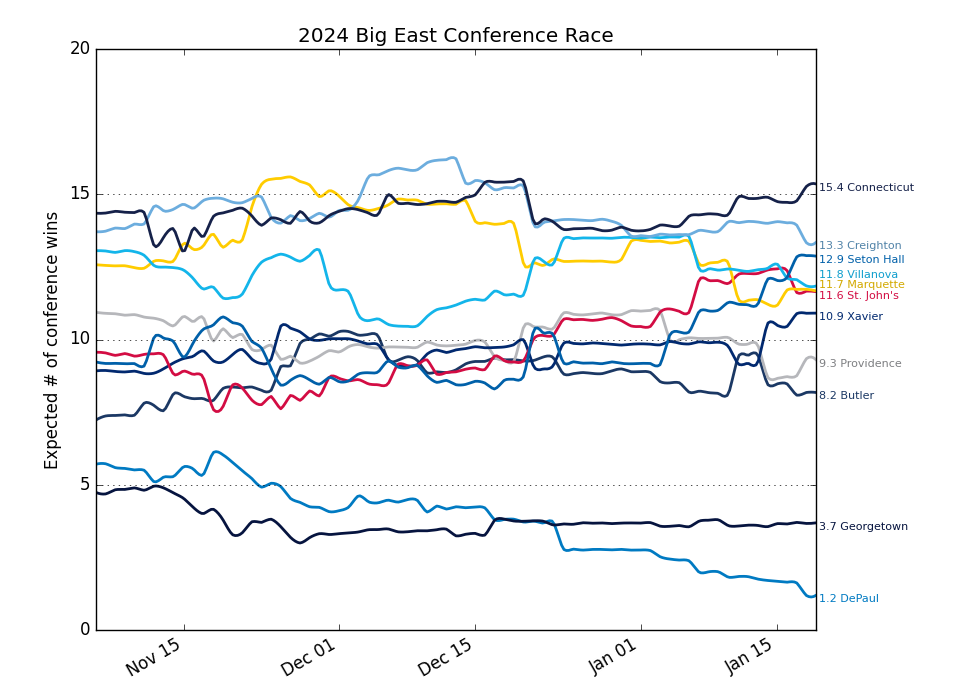 2024 Big East Conference Race
Expected # of conference wins
20
15
10
5
0
Nov 15
Dec 01
Dec 15
Jan 01
Jan 15
15.4 Connecticut
13.3 Creighton
12.9 Seton Hall
11.8 Villanova
11.7 Marquette
11.6 St. John's
10.9 Xavier
9.3 Providence
8.2 Butler
3.7 Georgetown
1.2 DePaul